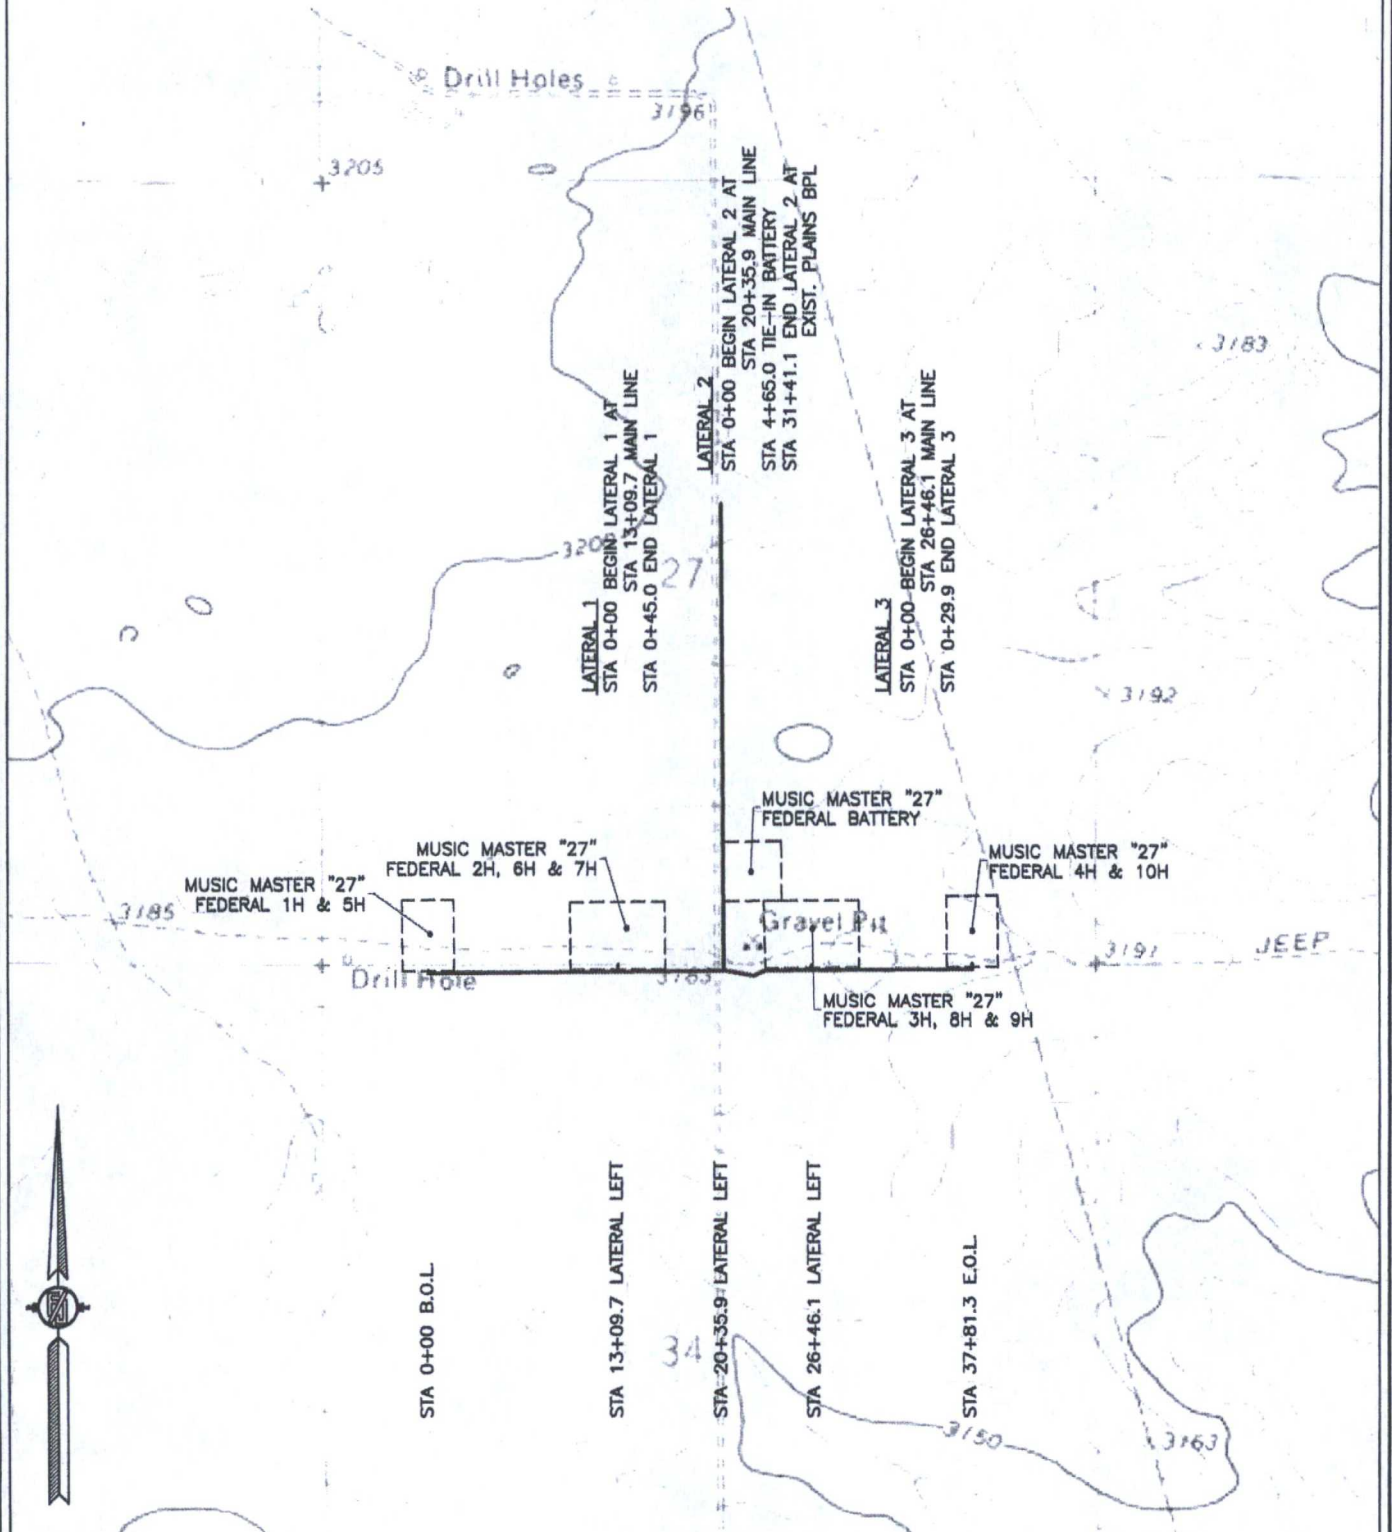 Drill Holes
3196
3205
LATERAL 2
STA 0+00 BEGIN LATERAL 2 AT
STA 20+35.9 MAIN LINE
STA 4+65.0 TIE-IN BATTERY
STA 31+41.1 END LATERAL 2 AT
EXIST. PLAINS BPL
3183
LATERAL 1
STA 0+00 BEGIN LATERAL 1 AT
STA 13+09.7 MAIN LINE
STA 0+45.0 END LATERAL 1
27
LATERAL 3
STA 0+00 BEGIN LATERAL 3 AT
STA 26+46.1 MAIN LINE
STA 0+29.9 END LATERAL 3
3192
MUSIC MASTER "27"
FEDERAL BATTERY
MUSIC MASTER "27"
FEDERAL 2H, 6H & 7H
MUSIC MASTER "27"
FEDERAL 4H & 10H
MUSIC MASTER "27"
FEDERAL 1H & 5H
3185
Gravel Pit
3191
JEEP
Drill Hole
3183
MUSIC MASTER "27"
FEDERAL 3H, 8H & 9H
STA 0+00 B.O.L.
STA 13+09.7 LATERAL LEFT
STA 20+35.9 LATERAL LEFT
STA 26+46.1 LATERAL LEFT
STA 37+81.3 E.O.L.
34
3150
3163